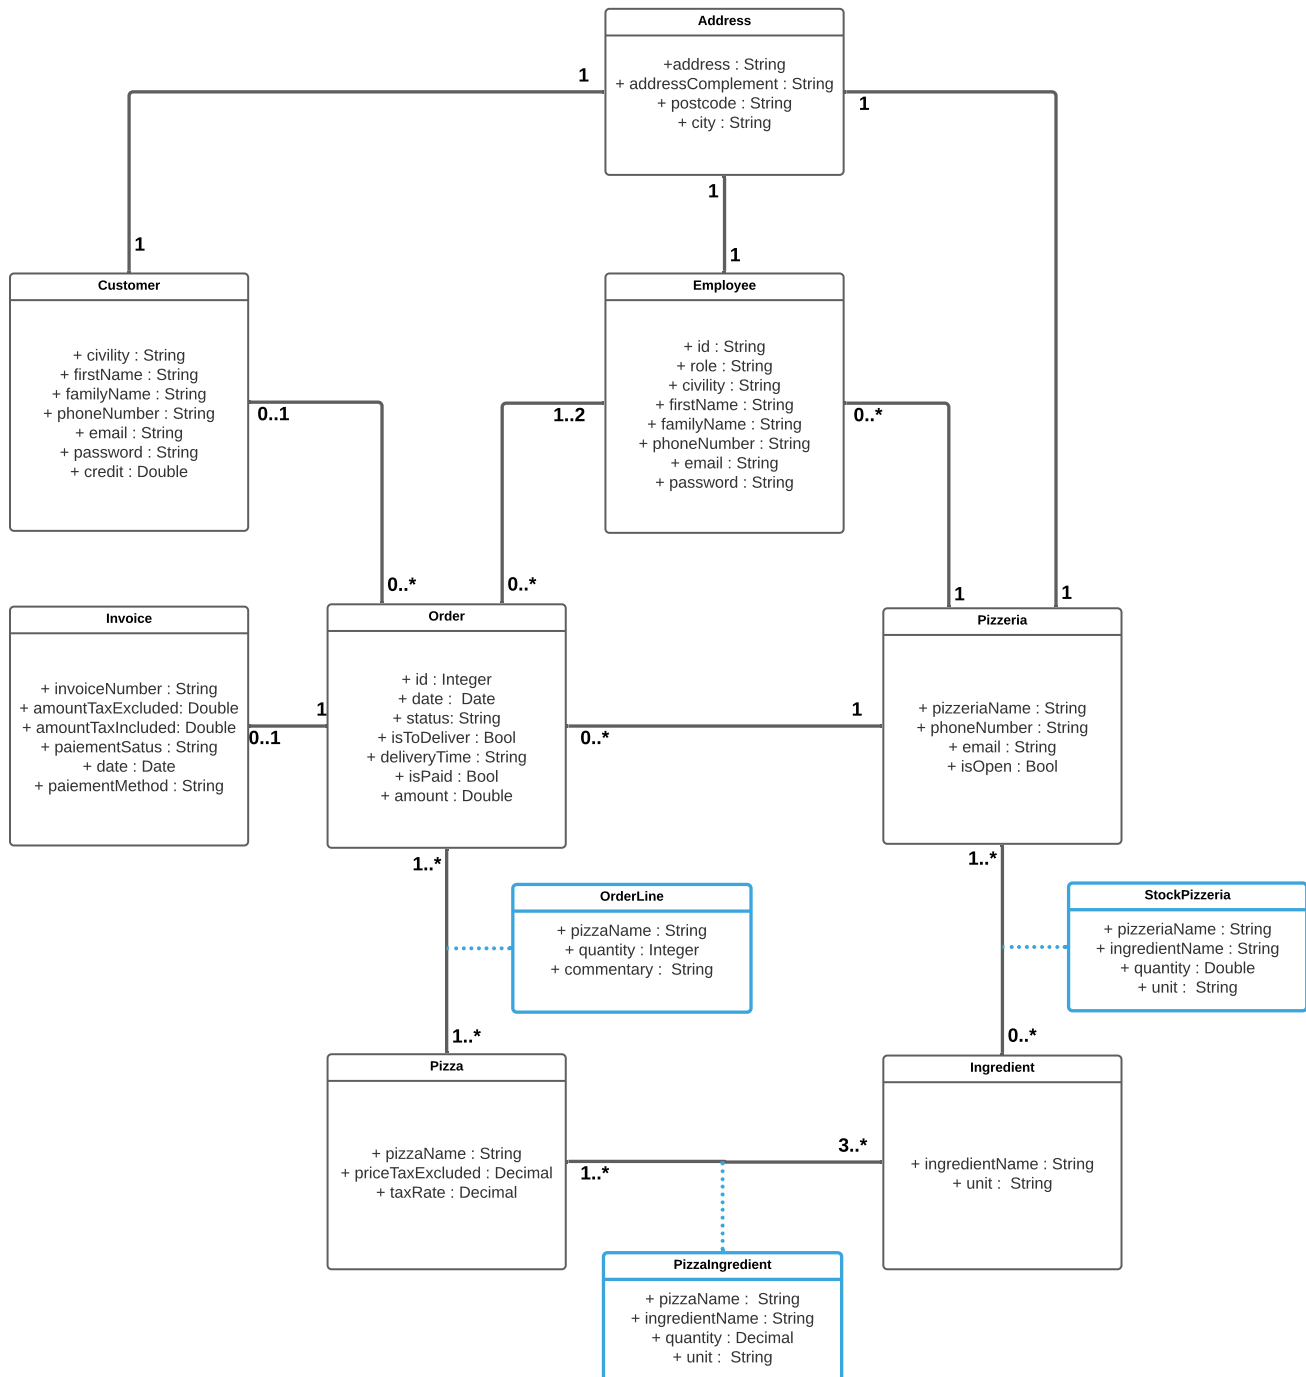 Address
+address : String
+ addressComplement : String
+ postcode : String
+ city : String
1
1
1
1
1
1
Customer
+ civility : String
+ firstName : String
+ familyName : String
+ phoneNumber : String
+ email : String
+ password : String
+ credit : Double
Employee
+ id : String
+ role : String
+ civility : String
+ firstName : String
+ familyName : String
+ phoneNumber : String
+ email : String
+ password : String
0..1
1..2
0..*
0..*
0..*
1
Invoice
+ invoiceNumber : String
+ amountTaxExcluded: Double
+ amountTaxIncluded: Double
+ paiementSatus : String
+ date : Date
+ paiementMethod : String
Order
+ id : Integer
+ date :  Date
+ status: String
+ isToDeliver : Bool
+ deliveryTime : String
+ isPaid : Bool
+ amount : Double
Pizzeria
+ pizzeriaName : String
+ phoneNumber : String
+ email : String
+ isOpen : Bool
1
0..1
0..*
1
1..*
1..*
OrderLine
+ pizzaName : String
+ quantity : Integer
+ commentary :  String
StockPizzeria
+ pizzeriaName : String
+ ingredientName : String
+ quantity : Double
+ unit :  String
1..*
0..*
Pizza
+ pizzaName : String
+ priceTaxExcluded : Decimal
+ taxRate : Decimal
Ingredient
+ ingredientName : String
+ unit :  String
1..*
3..*
PizzaIngredient
+ pizzaName :  String
+ ingredientName : String
+ quantity : Decimal
+ unit :  String